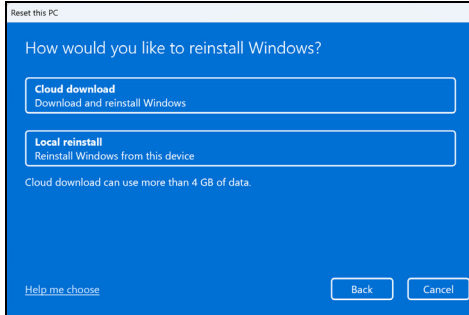 Reset this PC
How would you like to reinstall Windows?
Cloud download
Download and reinstall Windows
Local reinstall
Reinstall Windows from this device
Cloud download can use more than 4 GB of data.
Help me choose
Back
Cancel